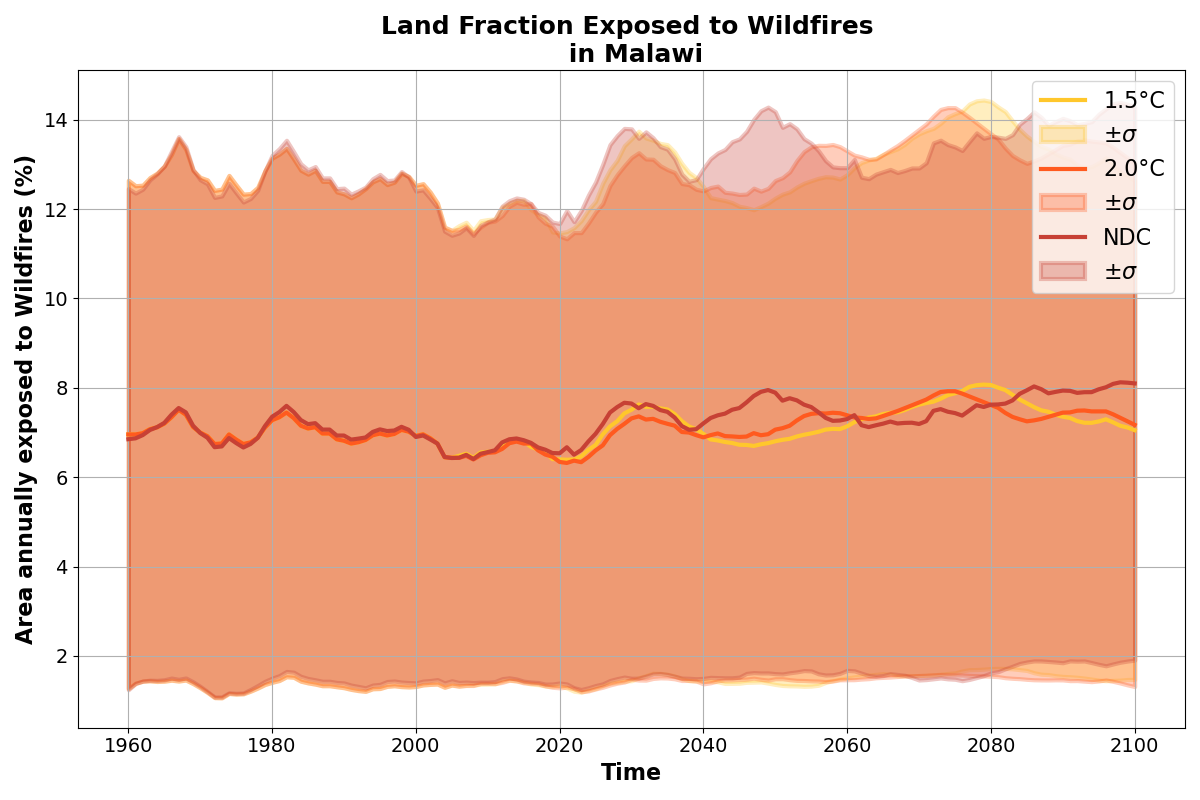 Land Fraction Exposed to Wildfires
in Malawi
Area annually exposed to Wildfires (%)
14
12
10
8
6
4
2
1960
1980
2000
2020
2040
2060
2080
2100
Time
1.5°C
±σ
2.0°C
±σ
NDC
±σ